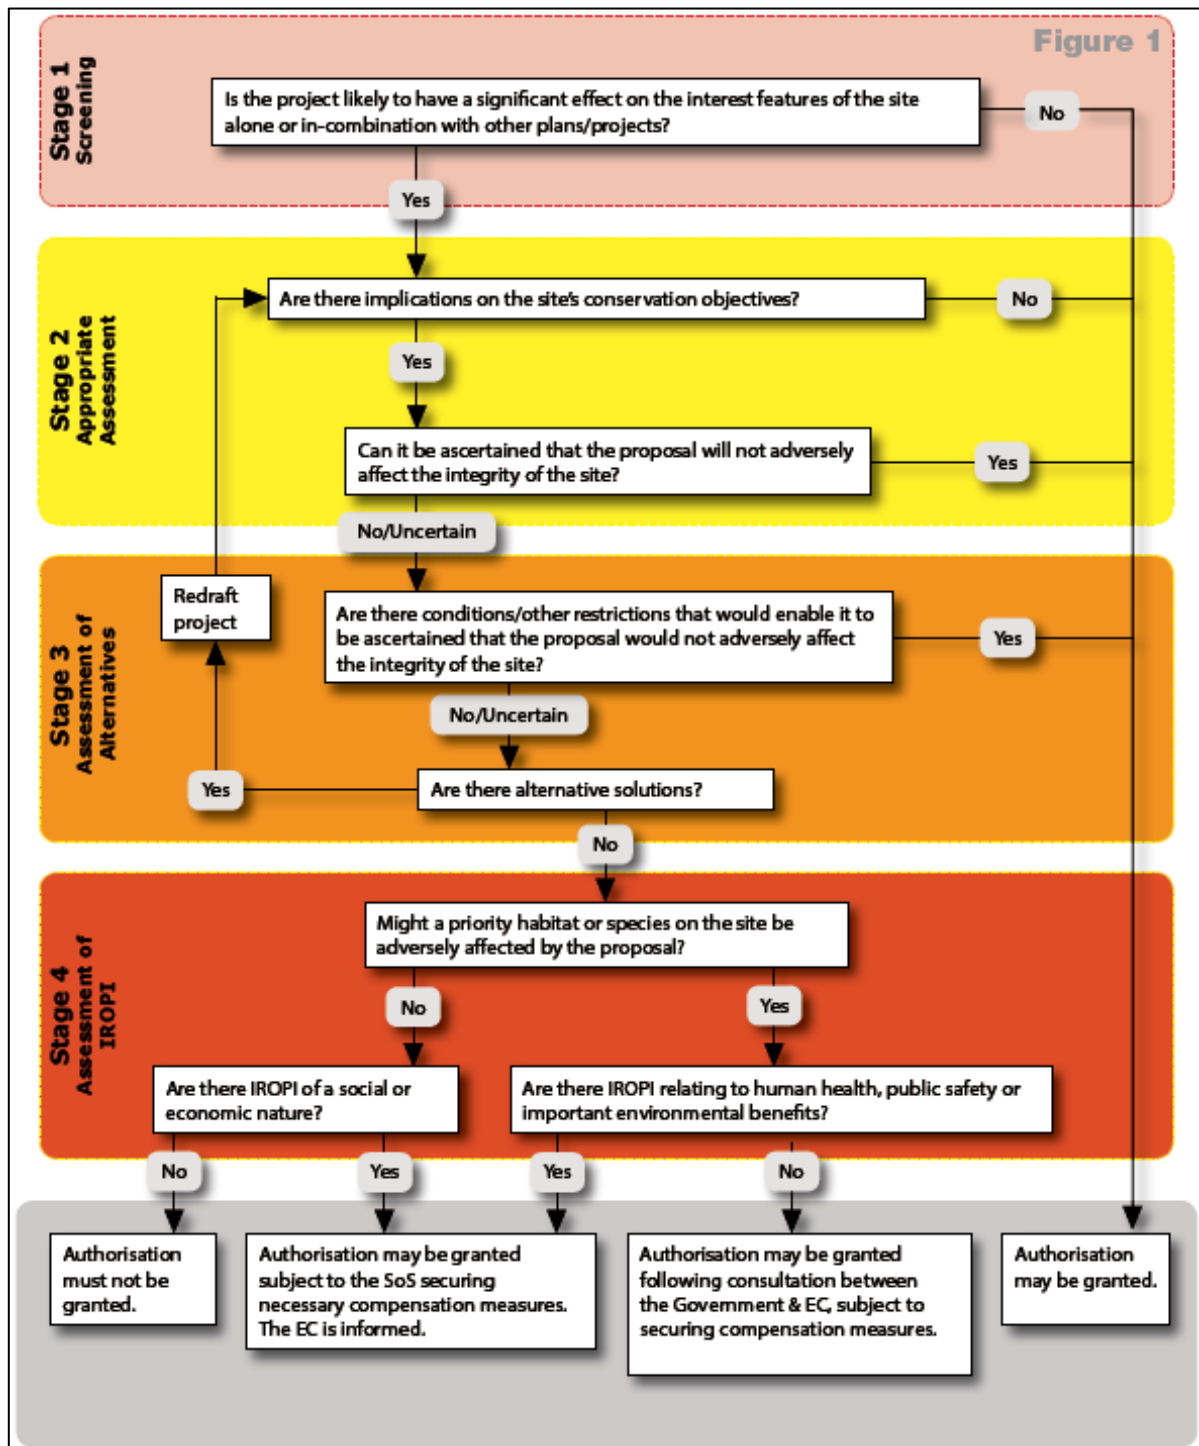 Figure 1
Stage 1
Screening
Is the project likely to have a significant effect on the interest features of the site
alone or in-combination with other plans/projects?
No
Yes
Stage 2
Appropriate
Assessment
Are there implications on the site's conservation objectives?
No
Yes
Can it be ascertained that the proposal will not adversely
affect the integrity of the site?
Yes
No/Uncertain
Stage 3
Assessment of
Alternatives
Redraft
project
Are there conditions/other restrictions that would enable it to
be ascertained that the proposal would not adversely affect
the integrity of the site?
Yes
No/Uncertain
Are there alternative solutions?
Yes
No
Stage 4
Assessment of
IROPI
Might a priority habitat or species on the site be
adversely affected by the proposal?
No
Yes
Are there IROPI of a social or
economic nature?
Are there IROPI relating to human health, public safety or
important environmental benefits?
No
Yes
Yes
No
Authorisation
must not be
granted.
Authorisation may be granted
subject to the SoS securing
necessary compensation measures.
The EC is informed.
Authorisation may be granted
following consultation between
the Government & EC, subject to
securing compensation measures.
Authorisation
may be granted.